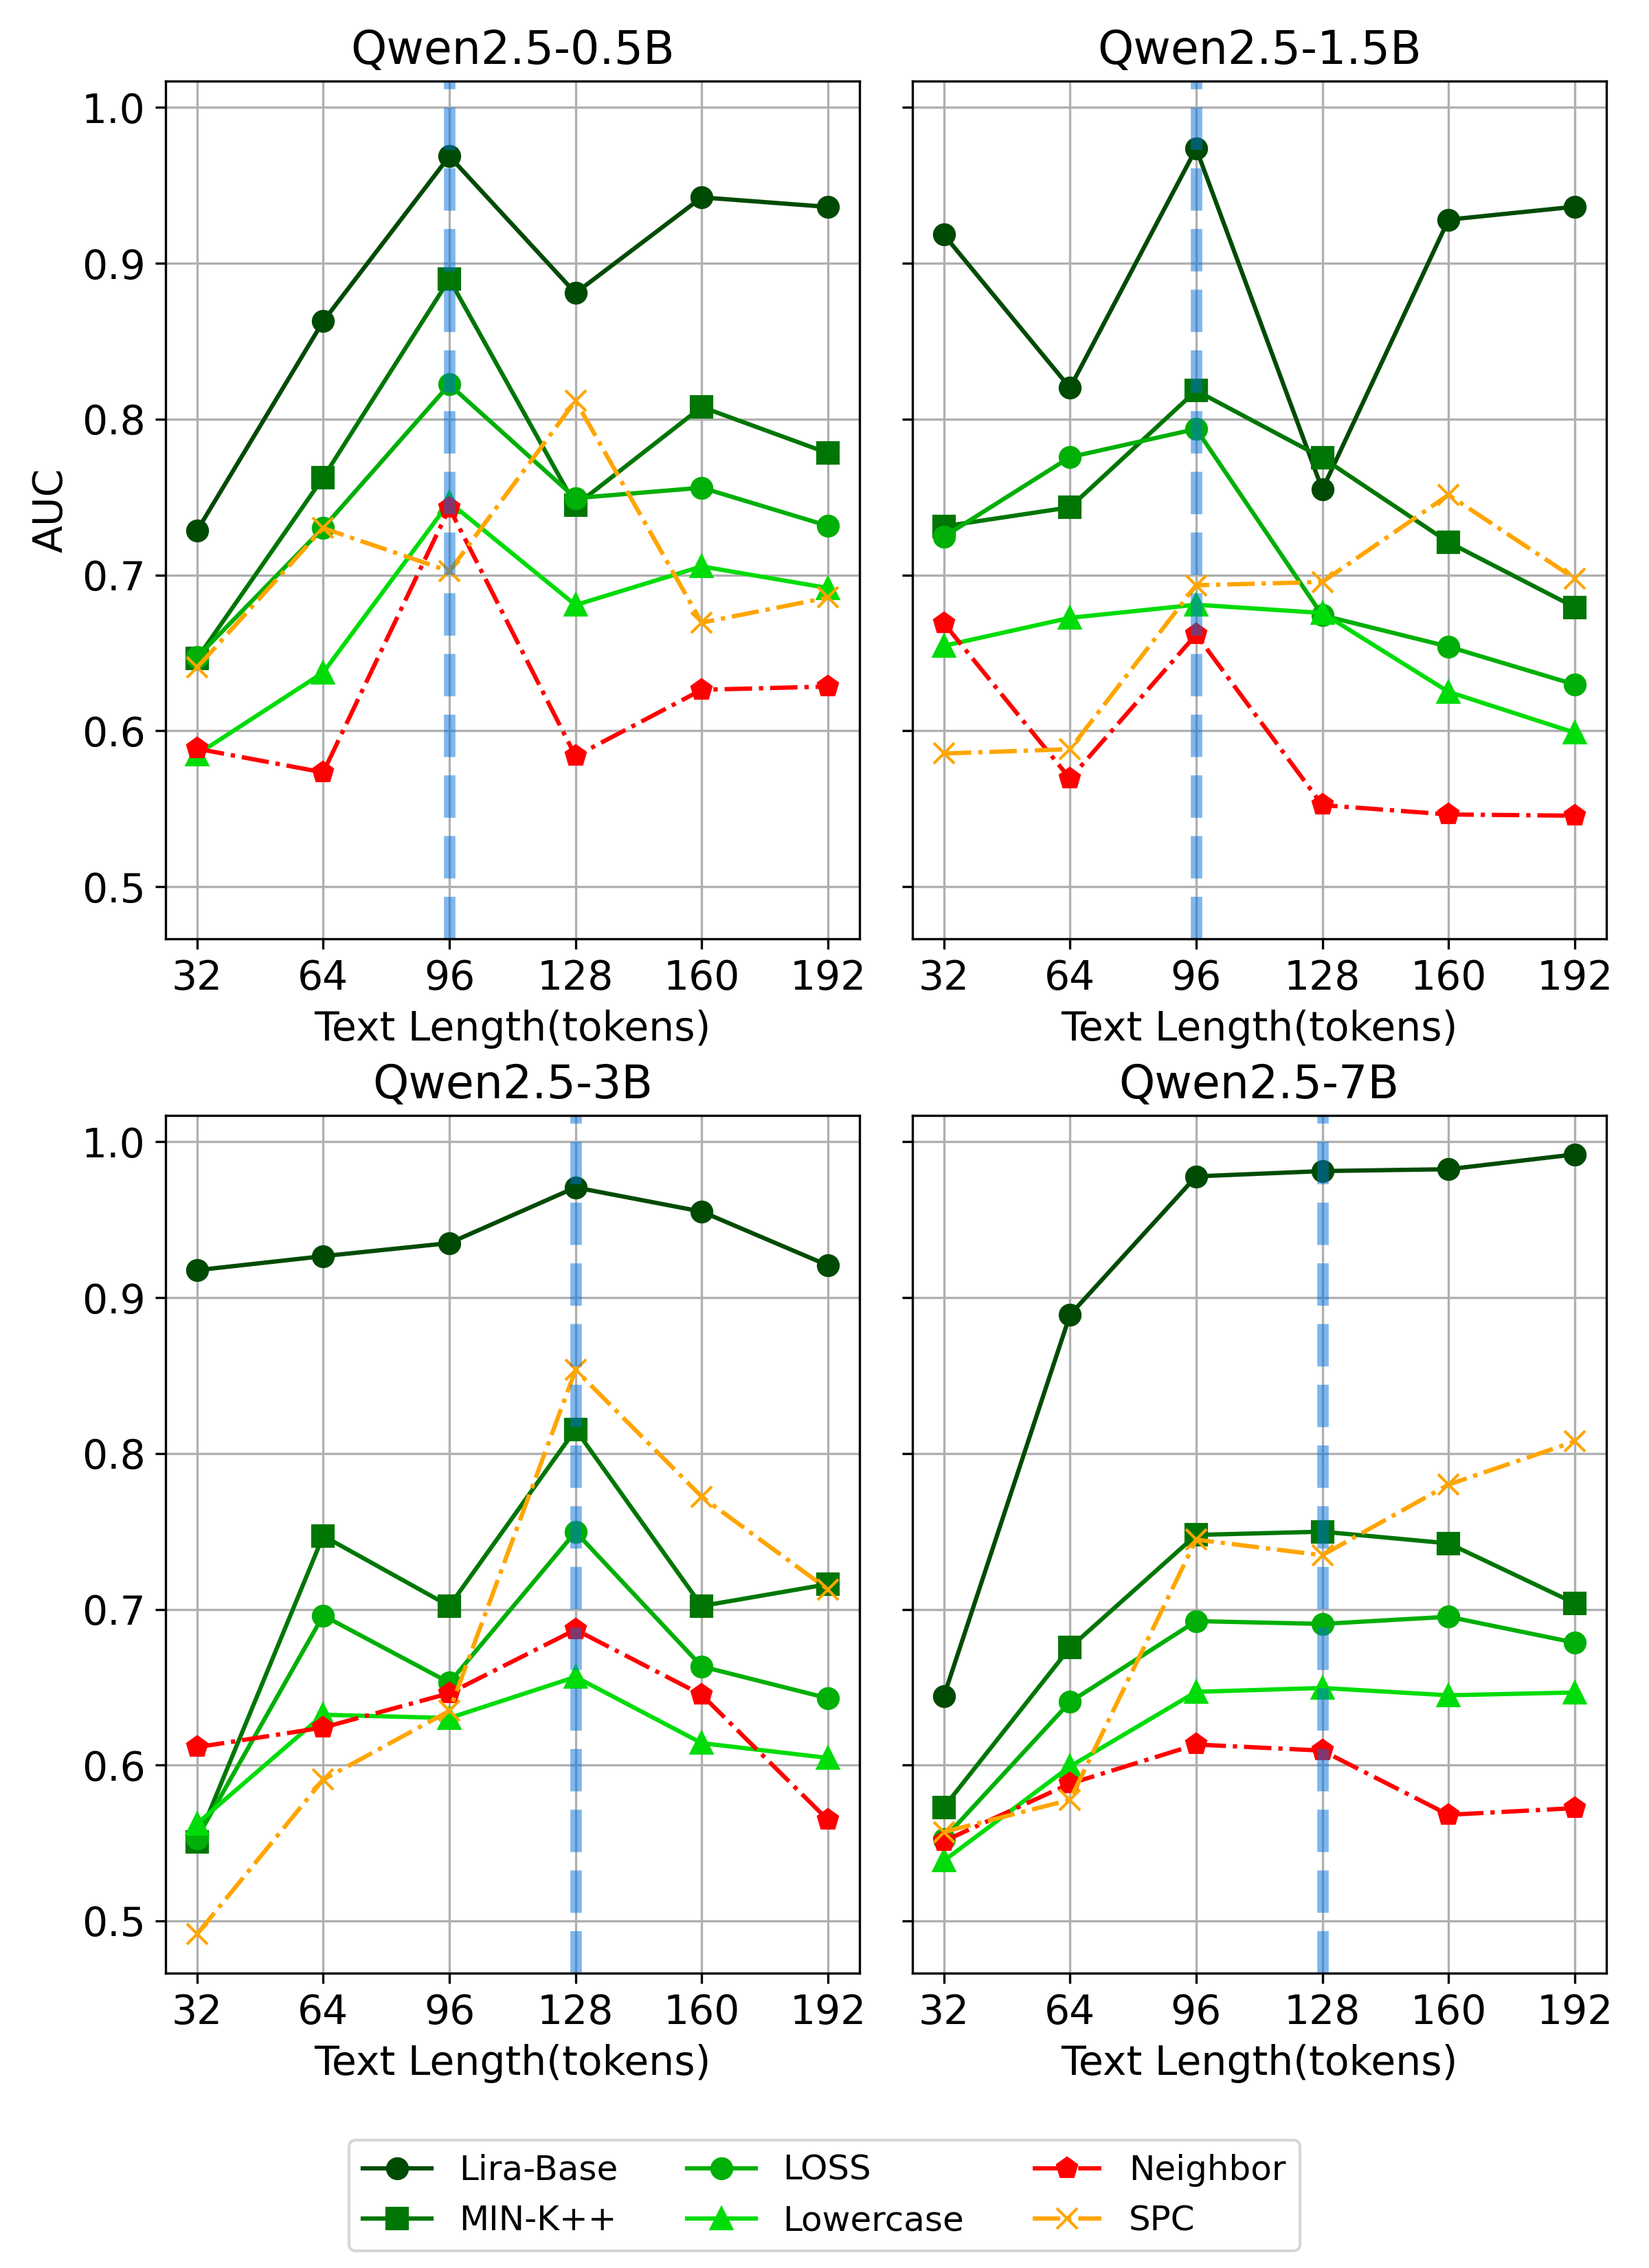 Qwen2.5-0.5B
Qwen2.5-1.5B
AUC
1.0
0.9
0.8
0.7
0.6
0.5
32 64 96 128 160 192
32 64 96 128 160 192
Text Length(tokens)
Text Length(tokens)
Qwen2.5-3B
Qwen2.5-7B
1.0
0.9
0.8
0.7
0.6
0.5
32 64 96 128 160 192
32 64 96 128 160 192
Text Length(tokens)
Text Length(tokens)
Lira-Base LOSS Neighbor
MIN-K++ Lowercase SPC